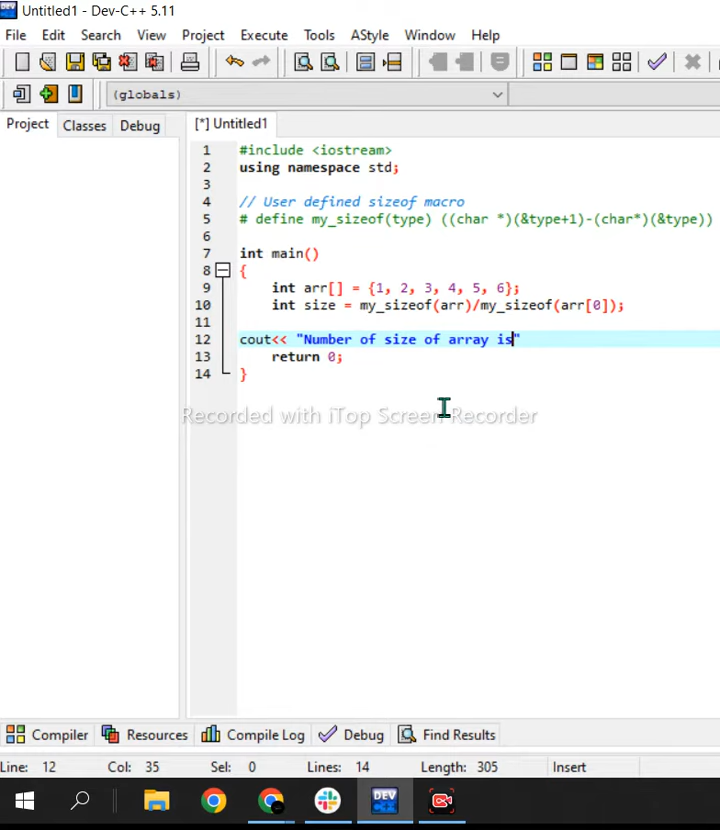 Untitled1 - Dev-C++ 5.11
File Edit Search View Project Execute Tools AStyle Window Help
(globals)
Project Classes Debug [*] Untitled1
1 #include <iostream>
2 using namespace std;
3
4 // User defined sizeof macro
5 # define my_sizeof(type) ((char *)(&type+1)-(char*)(&type))
6
7 int main()
8 {
9 int arr[] = {1, 2, 3, 4, 5, 6};
10 int size = my_sizeof(arr)/my_sizeof(arr[0]);
11
12 cout<< "Number of size of array is"
13 return 0;
14 }
Recorded with iTop Screen Recorder
Compiler Resources Compile Log Debug Find Results
Line: 12 Col: 35 Sel: 0 Lines: 14 Length: 305 Insert